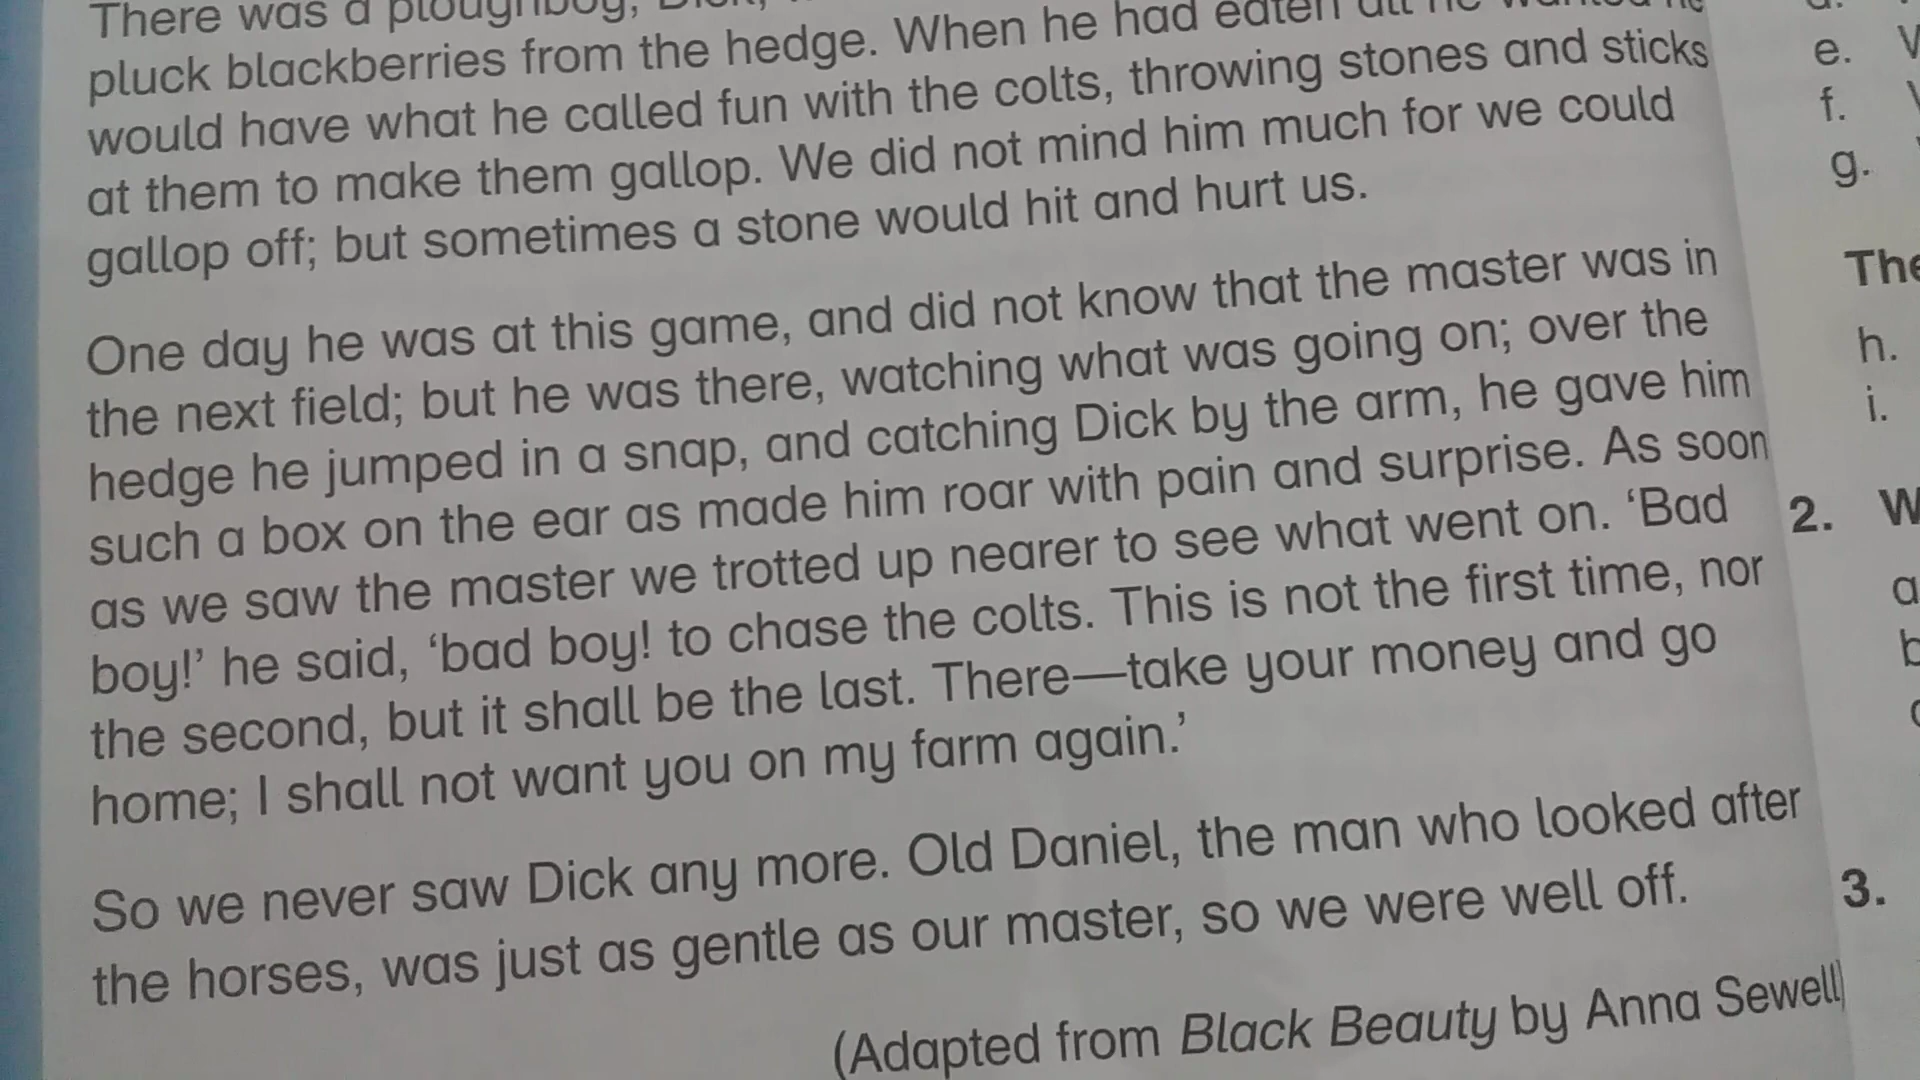 There was a ploughboy, Dick,
pluck blackberries from the hedge. When he had eaten all he wanted he
would have what he called fun with the colts, throwing stones and sticks
at them to make them gallop. We did not mind him much for we could
gallop off; but sometimes a stone would hit and hurt us.
One day he was at this game, and did not know that the master was in
the next field; but he was there, watching what was going on; over the
hedge he jumped in a snap, and catching Dick by the arm, he gave him
such a box on the ear as made him roar with pain and surprise. As soon
as we saw the master we trotted up nearer to see what went on. ‘Bad
boy!’ he said, ‘bad boy! to chase the colts. This is not the first time, nor
the second, but it shall be the last. There—take your money and go
home; I shall not want you on my farm again.’
So we never saw Dick any more. Old Daniel, the man who looked after
the horses, was just as gentle as our master, so we were well off.
(Adapted from Black Beauty by Anna Sewell)
e.
f.
g.
The
h.
i.
2. W
a
b
3.